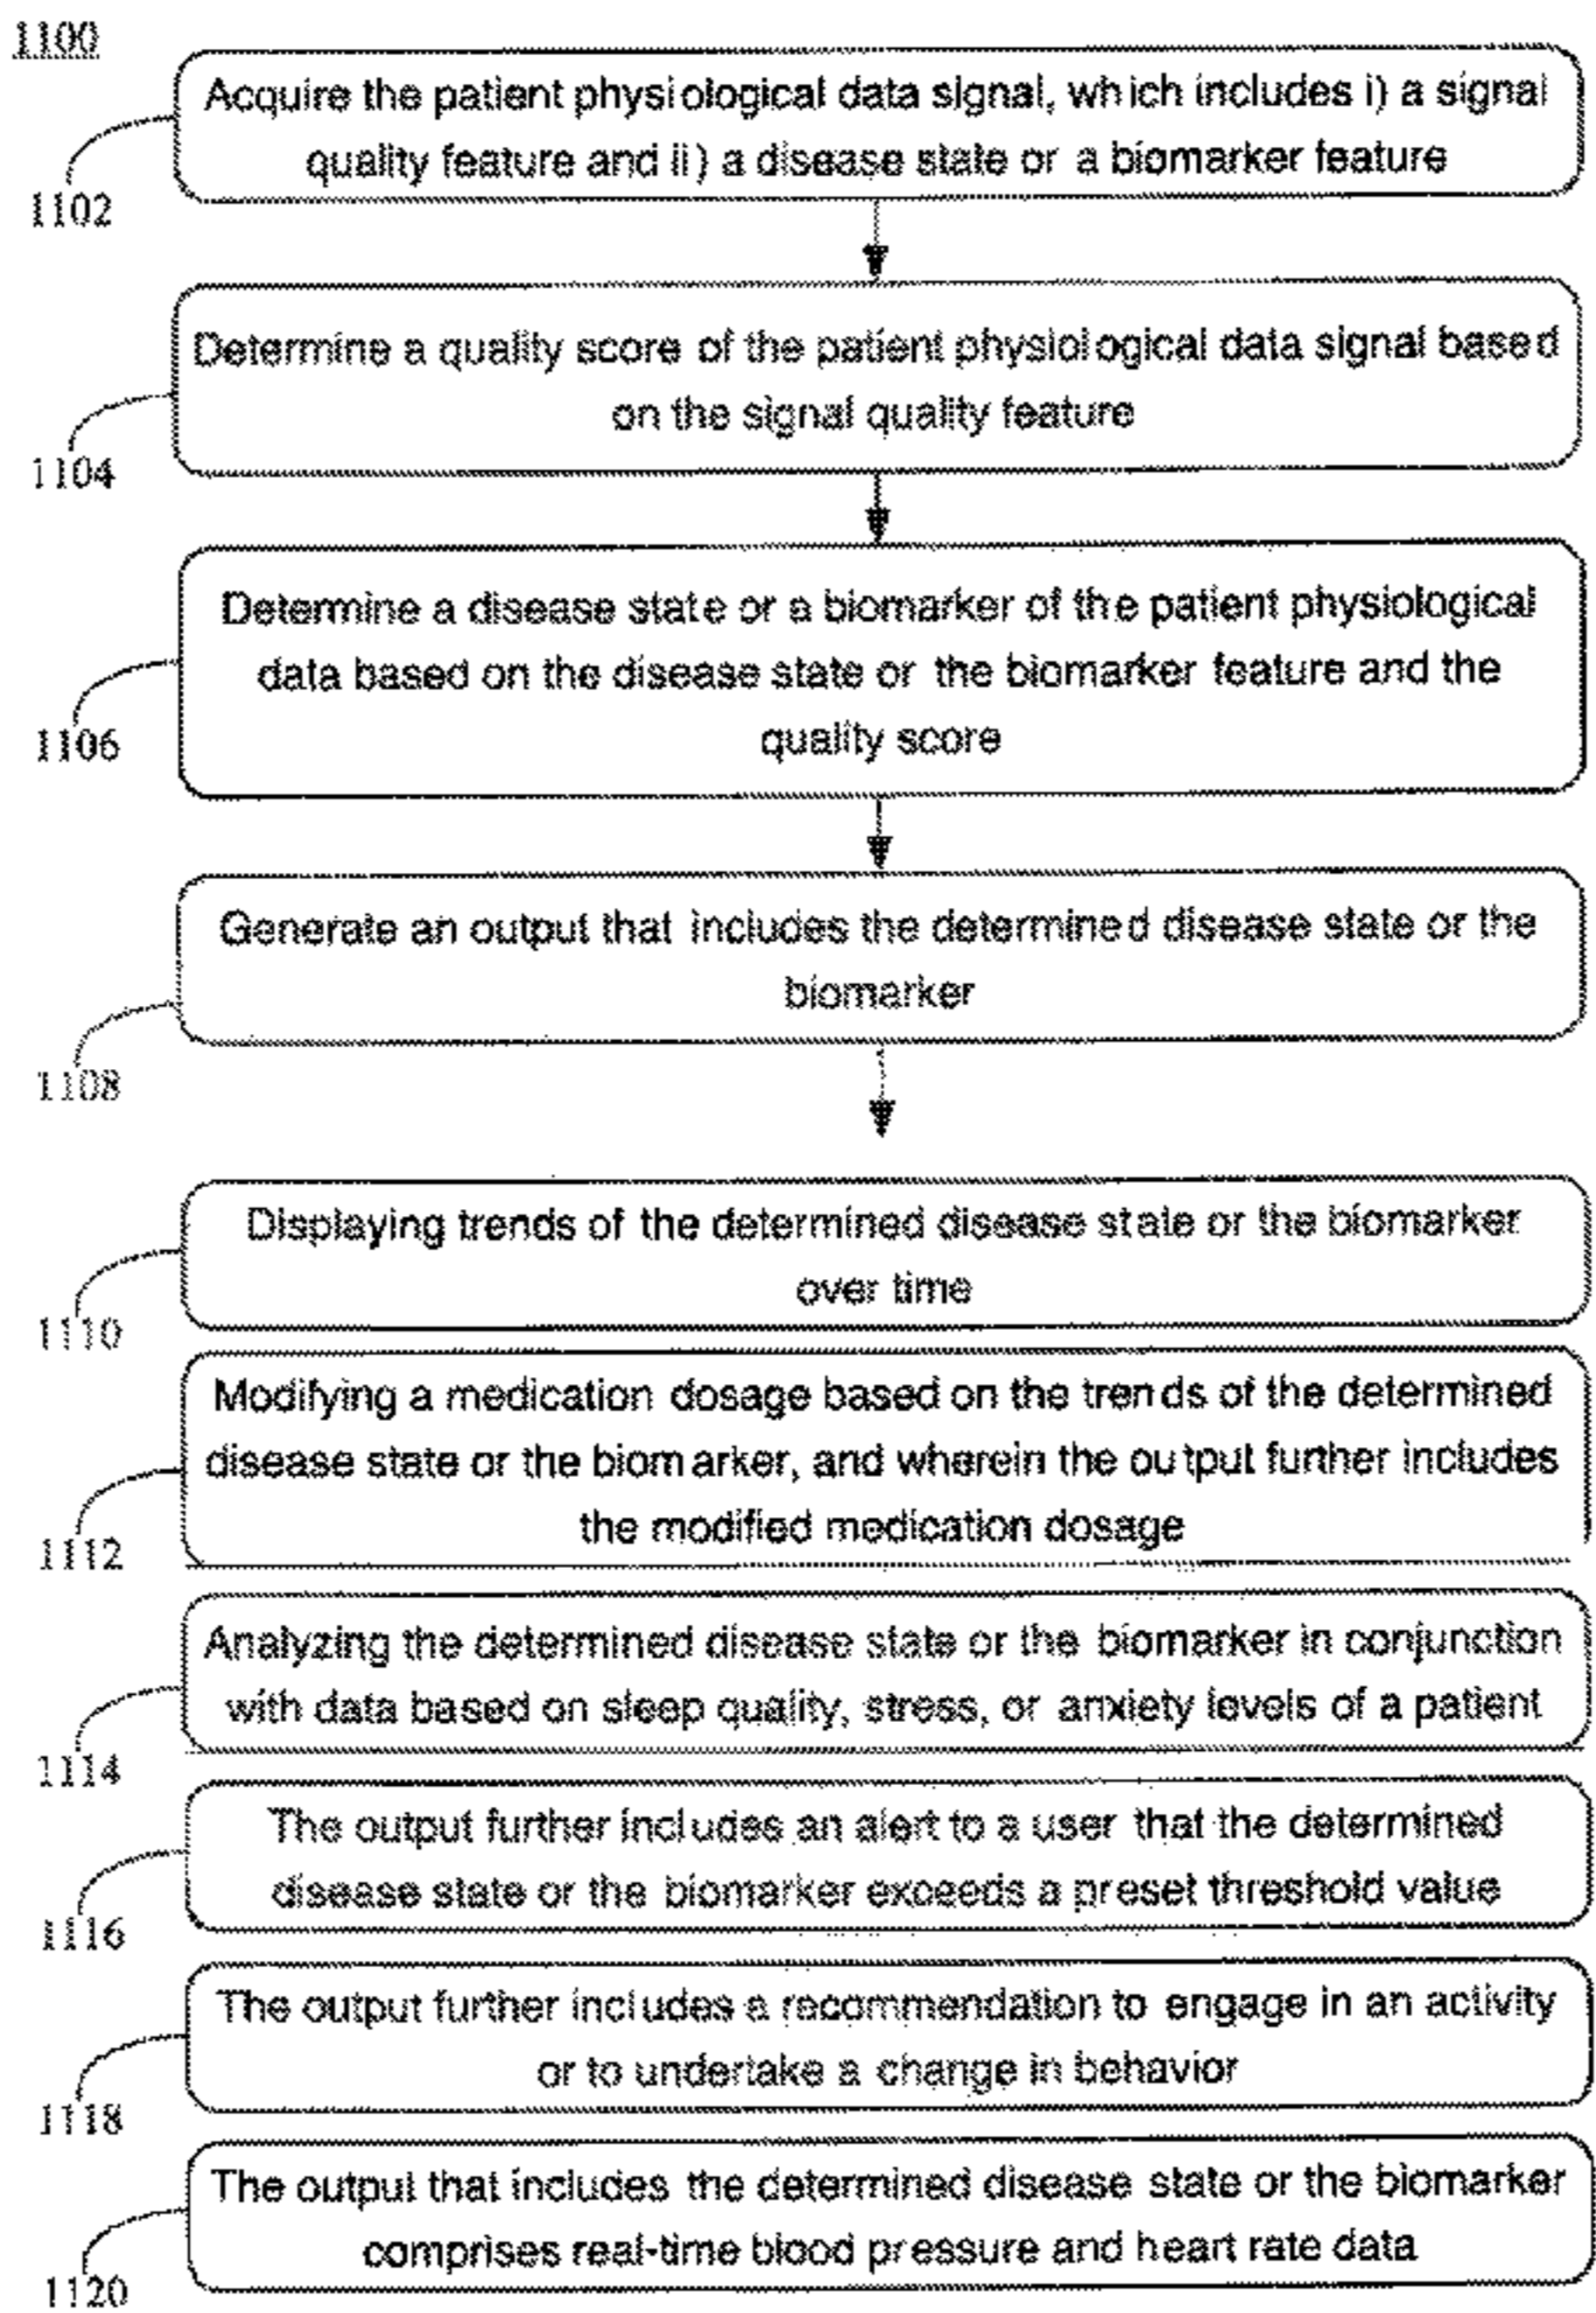 1100
Acquire the patient physiological data signal, which includes i) a signal
quality feature and ii) a disease state or a biomarker feature
1102
Determine a quality score of the patient physiological data signal based
on the signal quality feature
1104
Determine a disease state or a biomarker of the patient physiological
data based on the disease state or the biomarker feature and the
quality score
1106
Generate an output that includes the determined disease state or the
biomarker
1108
Displaying trends of the determined disease state or the biomarker
over time
1110
Modifying a medication dosage based on the trends of the determined
disease state or the biomarker, and wherein the output further includes
the modified medication dosage
1112
Analyzing the determined disease state or the biomarker in conjunction
with data based on sleep quality, stress, or anxiety levels of a patient
1114
The output further includes an alert to a user that the determined
disease state or the biomarker exceeds a preset threshold value
1116
The output further includes a recommendation to engage in an activity
or to undertake a change in behavior
1118
The output that includes the determined disease state or the biomarker
comprises real-time blood pressure and heart rate data
1120